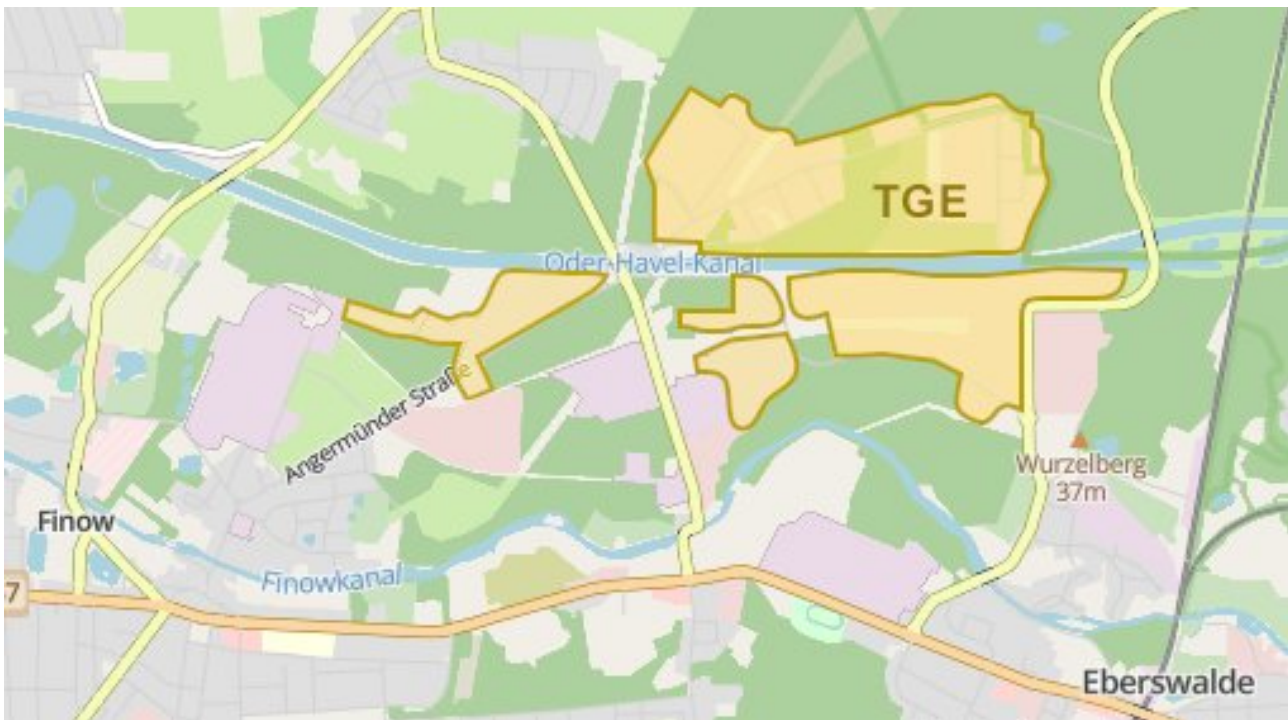 TGE
Oder-Havel-Kanal
Angermünder Straße
Wurzelberg
37m
Finow
Finowkanal
7
Eberswalde